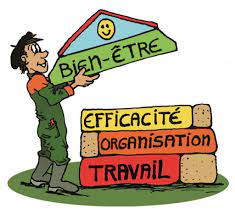 BIEN-ÊTRE
EFFICACITÉ
ORGANISATION
TRAVAIL